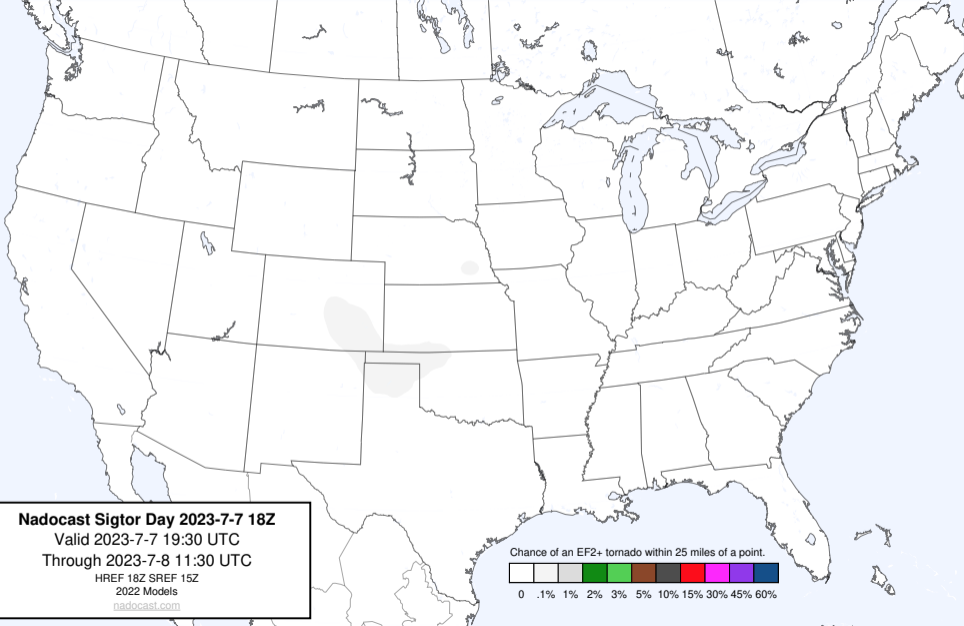 Nadocast Sigtor Day 2023-7-7 18Z
Valid 2023-7-7 19:30 UTC
Through 2023-7-8 11:30 UTC
HREF 18Z SREF 15Z
2022 Models
nadocast.com
Chance of an EF2+ tornado within 25 miles of a point.
0 .1% 1% 2% 3% 5% 10% 15% 30% 45% 60%